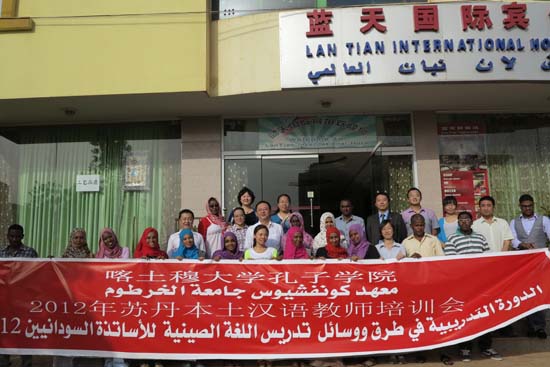 蓝天国际宾
LAN TIAN INTERNATIONAL HO
لان تيان العالمي
喀土穆大学孔子学院
معهد كونفشيوس جامعة الخرطوم
2012年苏丹本土汉语教师培训会
الدورة التدريبية في طرق ووسائل تدريس اللغة الصينية للأساتذة السودانيين 12